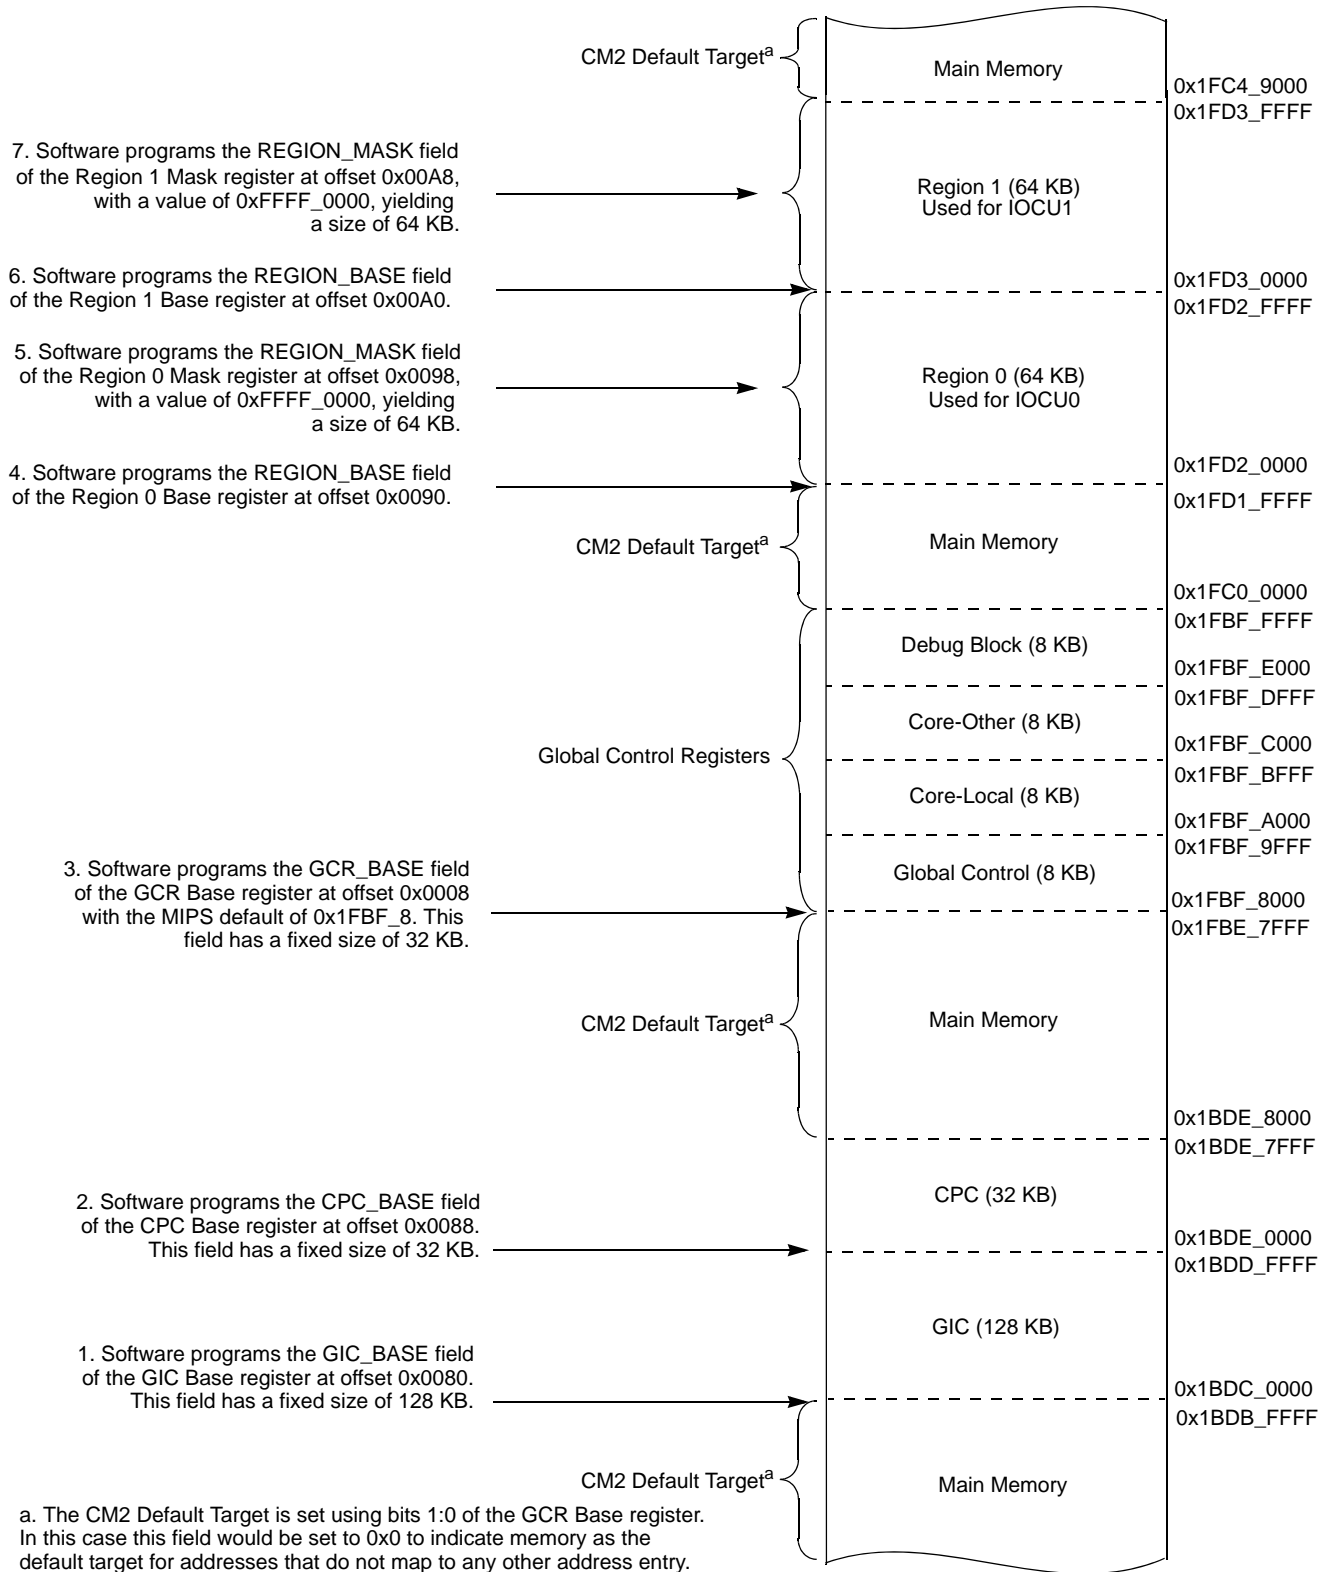 CM2 Default Targetᵃ
Main Memory
0x1FC4_9000
0x1FD3_FFFF
7. Software programs the REGION_MASK field
of the Region 1 Mask register at offset 0x00A8,
with a value of 0xFFFF_0000, yielding
a size of 64 KB.
Region 1 (64 KB)
Used for IOCU1
6. Software programs the REGION_BASE field
of the Region 1 Base register at offset 0x00A0.
0x1FD3_0000
0x1FD2_FFFF
5. Software programs the REGION_MASK field
of the Region 0 Mask register at offset 0x0098,
with a value of 0xFFFF_0000, yielding
a size of 64 KB.
Region 0 (64 KB)
Used for IOCU0
4. Software programs the REGION_BASE field
of the Region 0 Base register at offset 0x0090.
0x1FD2_0000
0x1FD1_FFFF
CM2 Default Targetᵃ
Main Memory
0x1FC0_0000
0x1FBF_FFFF
Debug Block (8 KB)
0x1FBF_E000
0x1FBF_DFFF
Core-Other (8 KB)
Global Control Registers
0x1FBF_C000
0x1FBF_BFFF
Core-Local (8 KB)
0x1FBF_A000
0x1FBF_9FFF
3. Software programs the GCR_BASE field
of the GCR Base register at offset 0x0008
with the MIPS default of 0x1FBF_8. This
field has a fixed size of 32 KB.
Global Control (8 KB)
0x1FBF_8000
0x1FBE_7FFF
CM2 Default Targetᵃ
Main Memory
0x1BDE_8000
0x1BDE_7FFF
2. Software programs the CPC_BASE field
of the CPC Base register at offset 0x0088.
This field has a fixed size of 32 KB.
CPC (32 KB)
0x1BDE_0000
0x1BDD_FFFF
GIC (128 KB)
1. Software programs the GIC_BASE field
of the GIC Base register at offset 0x0080.
This field has a fixed size of 128 KB.
0x1BDC_0000
0x1BDB_FFFF
CM2 Default Targetᵃ
Main Memory
a. The CM2 Default Target is set using bits 1:0 of the GCR Base register.
In this case this field would be set to 0x0 to indicate memory as the
default target for addresses that do not map to any other address entry.